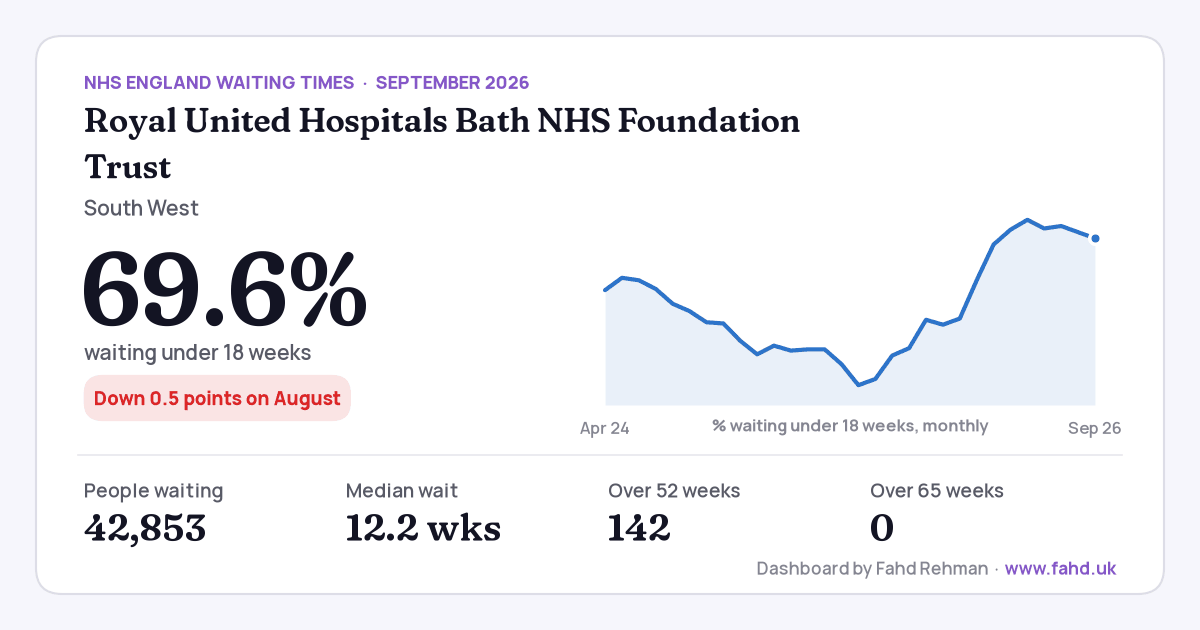 NHS ENGLAND WAITING TIMES · SEPTEMBER 2026
Royal United Hospitals Bath NHS Foundation
Trust
South West
69.6%
waiting under 18 weeks
Down 0.5 points on August
Apr 24
% waiting under 18 weeks, monthly
Sep 26
People waiting
42,853
Median wait
12.2 wks
Over 52 weeks
142
Over 65 weeks
0
Dashboard by Fahd Rehman · www.fahd.uk